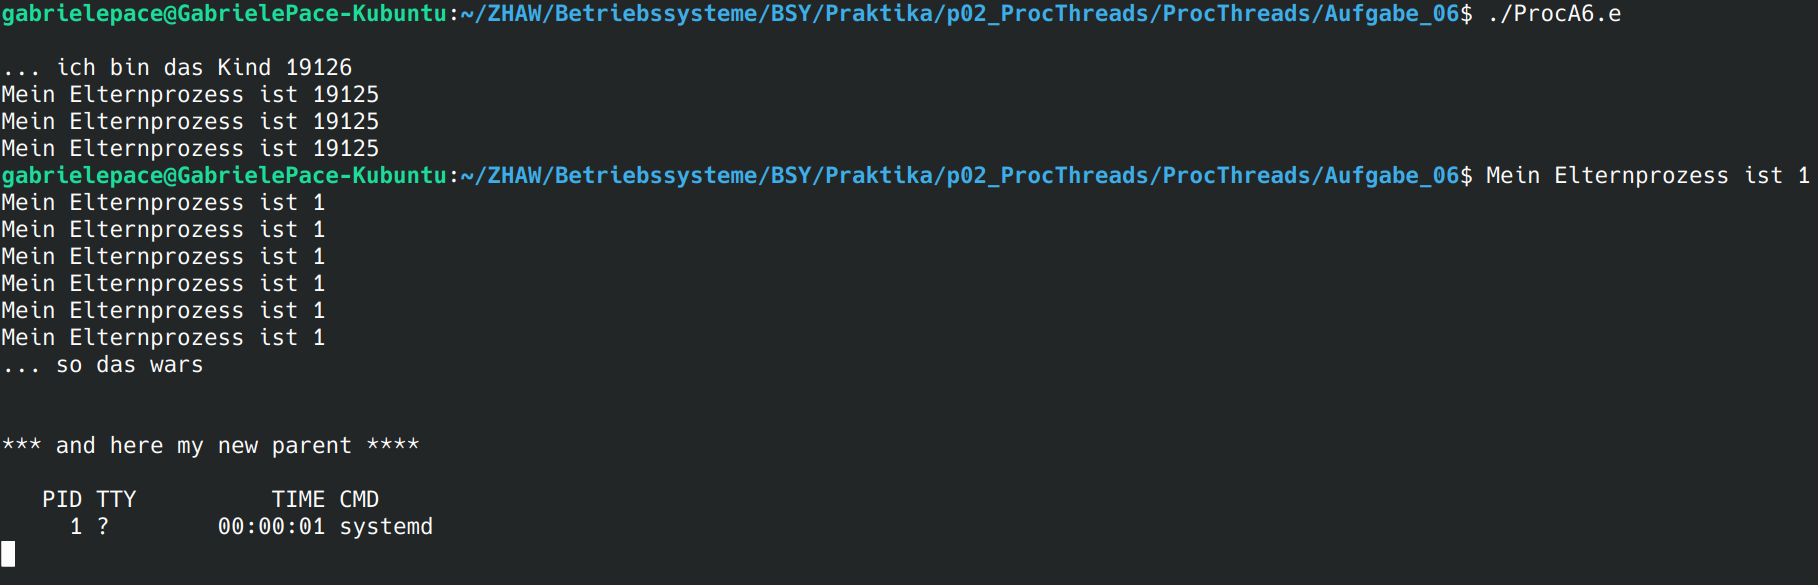 gabrielepace@GabrielePace-Kubuntu:~/ZHAW/Betriebssysteme/BSY/Praktika/p02_ProcThreads/ProcThreads/Aufgabe_06$ ./ProcA6.e
... ich bin das Kind 19126
Mein Elternprozess ist 19125
Mein Elternprozess ist 19125
Mein Elternprozess ist 19125
gabrielepace@GabrielePace-Kubuntu:~/ZHAW/Betriebssysteme/BSY/Praktika/p02_ProcThreads/ProcThreads/Aufgabe_06$ Mein Elternprozess ist 1
Mein Elternprozess ist 1
Mein Elternprozess ist 1
Mein Elternprozess ist 1
Mein Elternprozess ist 1
Mein Elternprozess ist 1
Mein Elternprozess ist 1
... so das wars
*** and here my new parent ****
PID TTY TIME CMD
1 ? 00:00:01 systemd